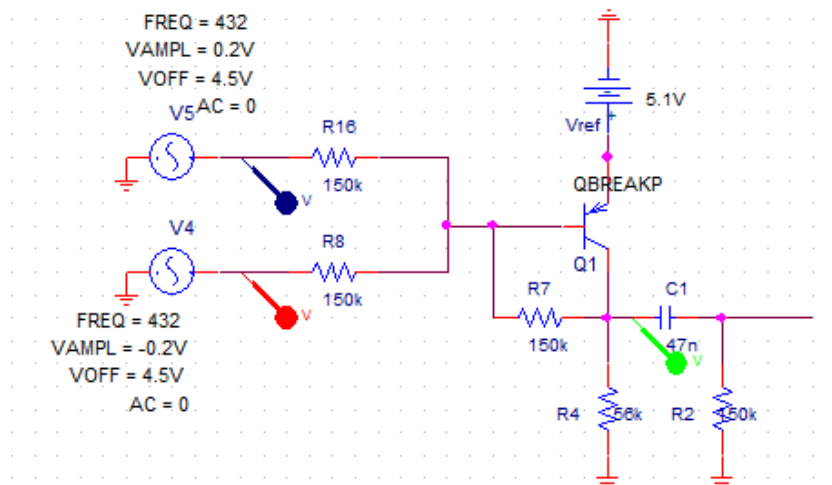 FREQ = 432
VAMPL = 0.2V
VOFF = 4.5V
AC = 0
V5
R16
150k
V
V4
R8
150k
V
FREQ = 432
VAMPL = -0.2V
VOFF = 4.5V
AC = 0
5.1V
Vref
+
QBREAKP
Q1
R7
150k
C1
47n
V
R4
56k
R2
150k